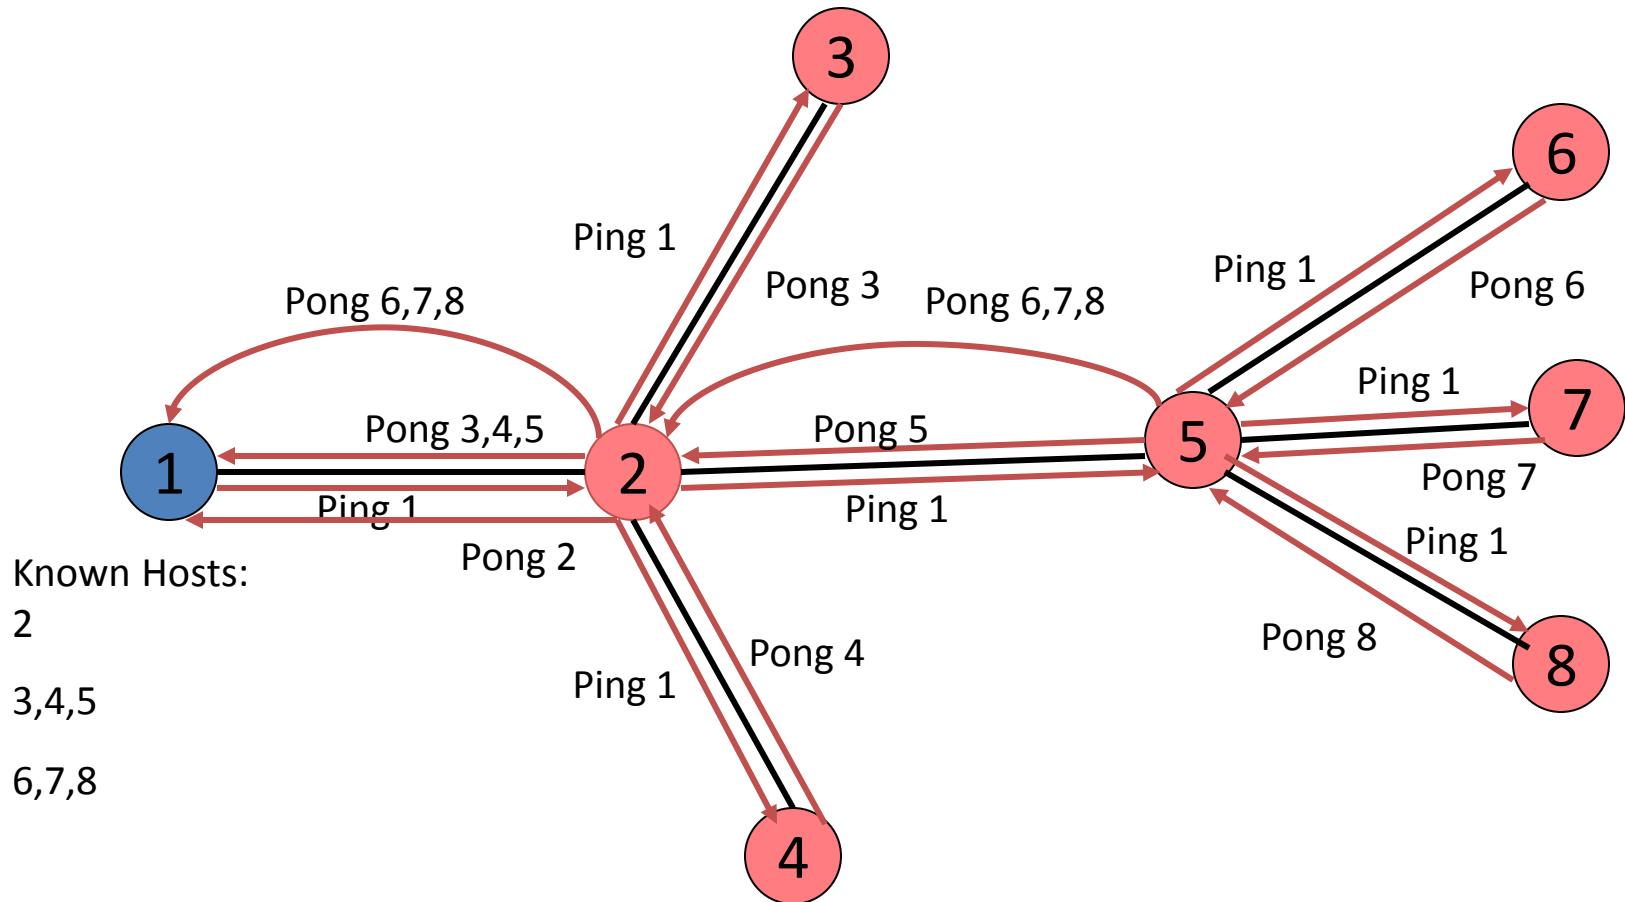 3
6
Ping 1
Pong 3
Ping 1
Pong 6
Pong 6,7,8
Pong 6,7,8
Ping 1
7
Pong 3,4,5
Pong 5
5
1
2
Pong 7
Ping 1
Ping 1
Pong 2
Ping 1
Known Hosts:
2
Pong 8
Pong 4
8
Ping 1
3,4,5
6,7,8
4